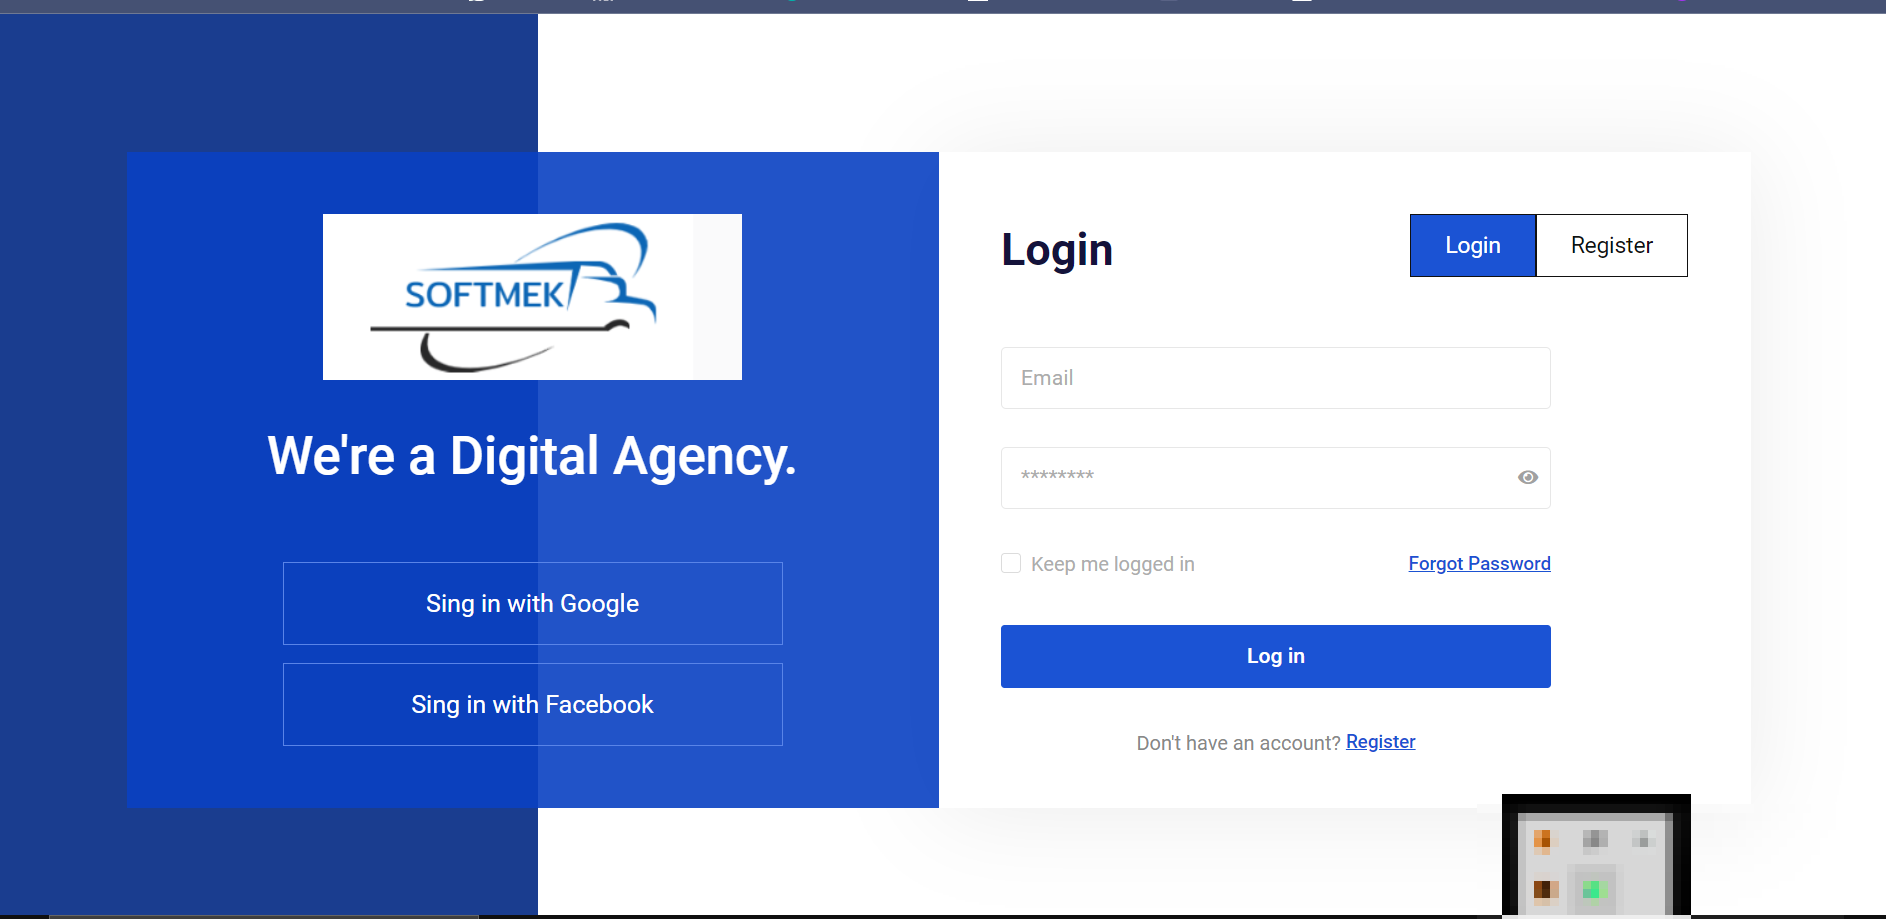 SOFTMEK
We're a Digital Agency.
Sing in with Google
Sing in with Facebook
Login
Login
Register
Email
********
Keep me logged in
Forgot Password
Log in
Don't have an account? Register